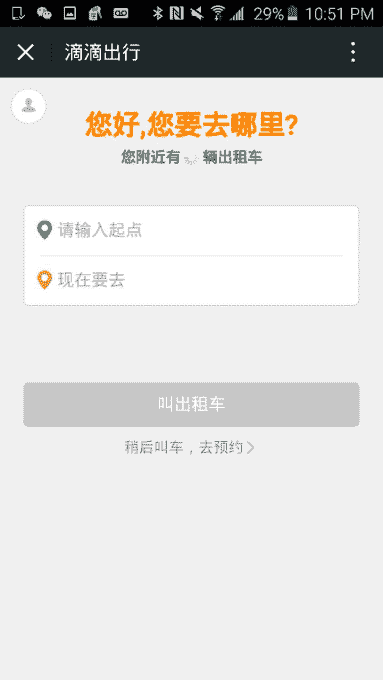 29% 10:51 PM
滴滴出行
您好,您要去哪里?
您附近有 辆出租车
请输入起点
现在要去
叫出租车
稍后叫车，去预约